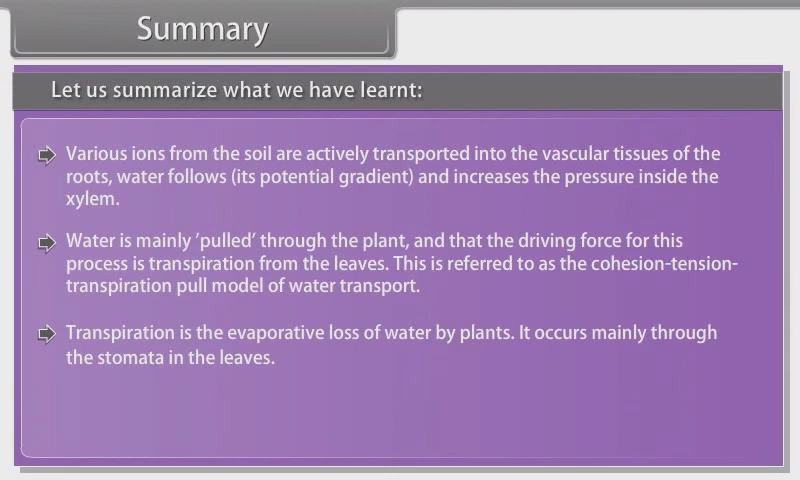 Summary
Let us summarize what we have learnt:
Various ions from the soil are actively transported into the vascular tissues of the
roots, water follows (its potential gradient) and increases the pressure inside the
xylem.
Water is mainly ‘pulled’ through the plant, and that the driving force for this
process is transpiration from the leaves. This is referred to as the cohesion-tension-
transpiration pull model of water transport.
Transpiration is the evaporative loss of water by plants. It occurs mainly through
the stomata in the leaves.